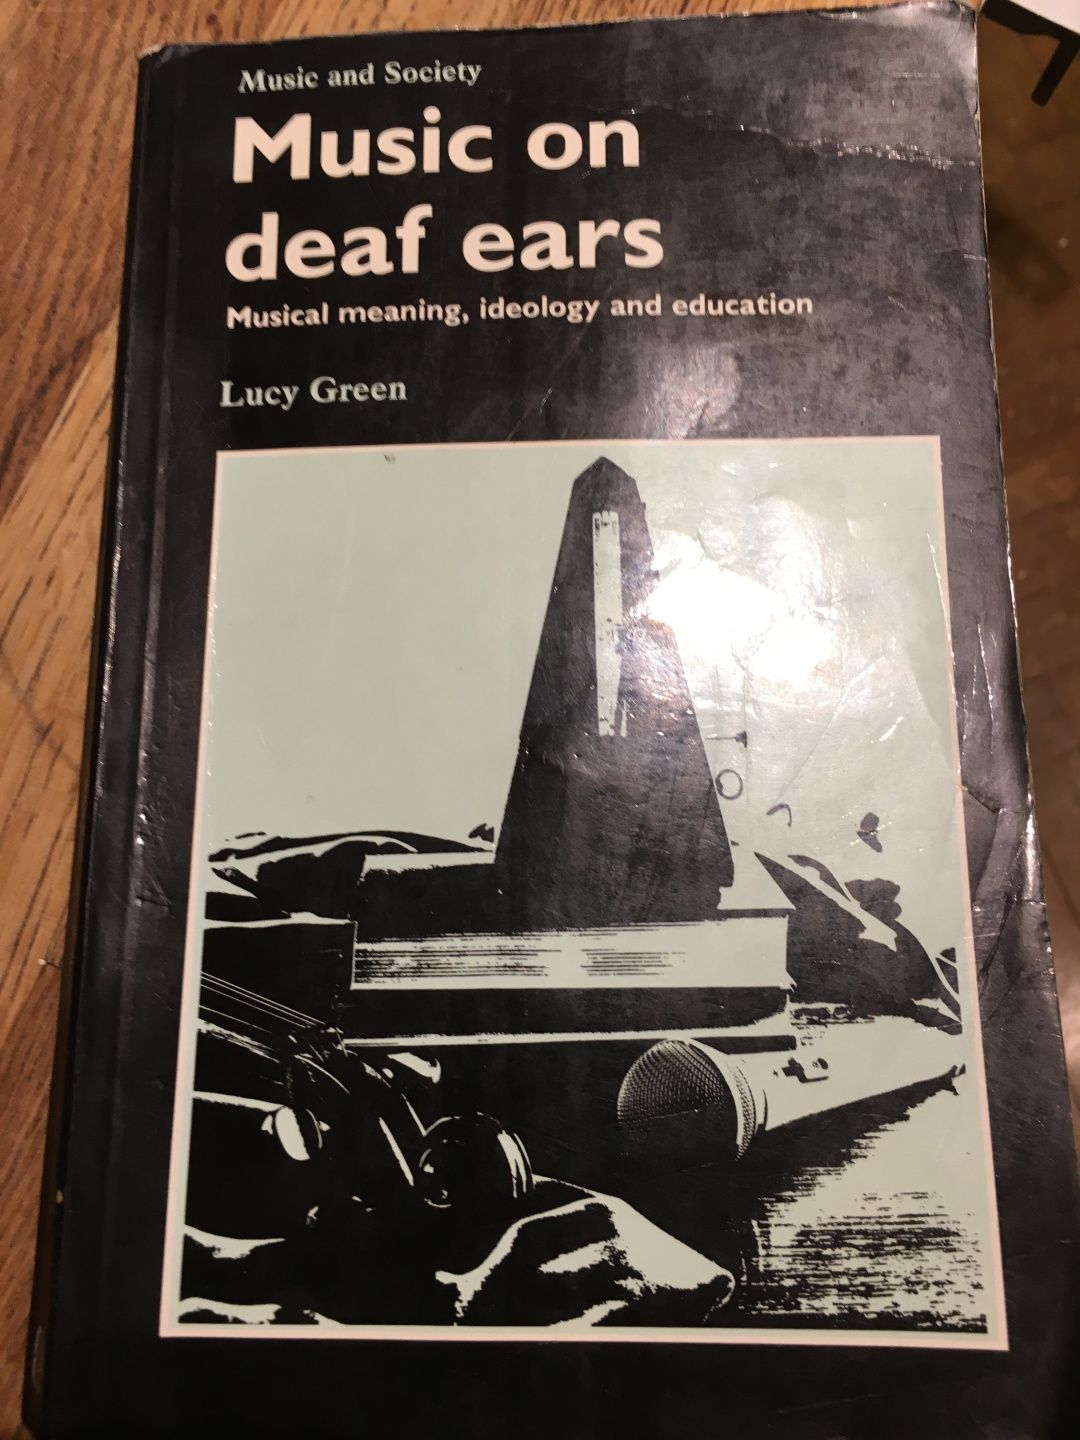 Music and Society
Music on
deaf ears
Musical meaning, ideology and education
Lucy Green